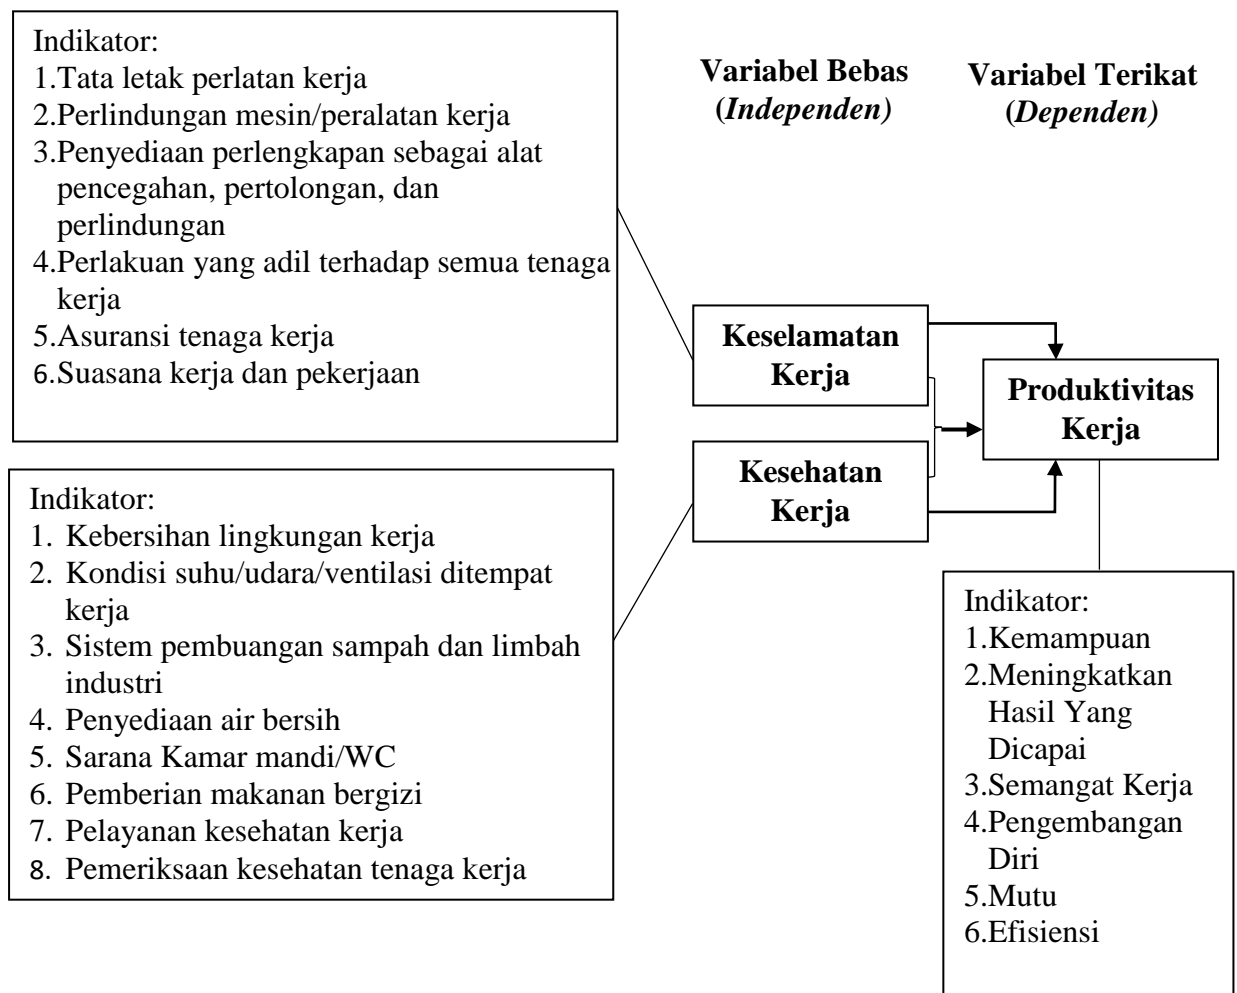 Indikator:
1.Tata letak perlatan kerja
2.Perlindungan mesin/peralatan kerja
3.Penyediaan perlengkapan sebagai alat
pencegahan, pertolongan, dan
perlindungan
4.Perlakuan yang adil terhadap semua tenaga
kerja
5.Asuransi tenaga kerja
6.Suasana kerja dan pekerjaan
Variabel Bebas
(Independen)
Variabel Terikat
(Dependen)
Keselamatan
Kerja
Produktivitas
Kerja
Kesehatan
Kerja
Indikator:
1. Kebersihan lingkungan kerja
2. Kondisi suhu/udara/ventilasi ditempat
kerja
3. Sistem pembuangan sampah dan limbah
industri
4. Penyediaan air bersih
5. Sarana Kamar mandi/WC
6. Pemberian makanan bergizi
7. Pelayanan kesehatan kerja
8. Pemeriksaan kesehatan tenaga kerja
Indikator:
1.Kemampuan
2.Meningkatkan
Hasil Yang
Dicapai
3.Semangat Kerja
4.Pengembangan
Diri
5.Mutu
6.Efisiensi